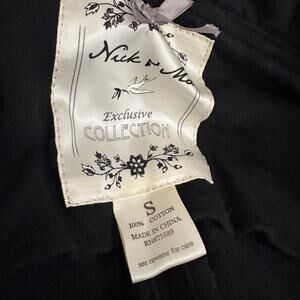 Nick & Mo
Exclusive
COLLECTION
S
100% COTTON
MADE IN CHINA
RN#75889
see reverse for care